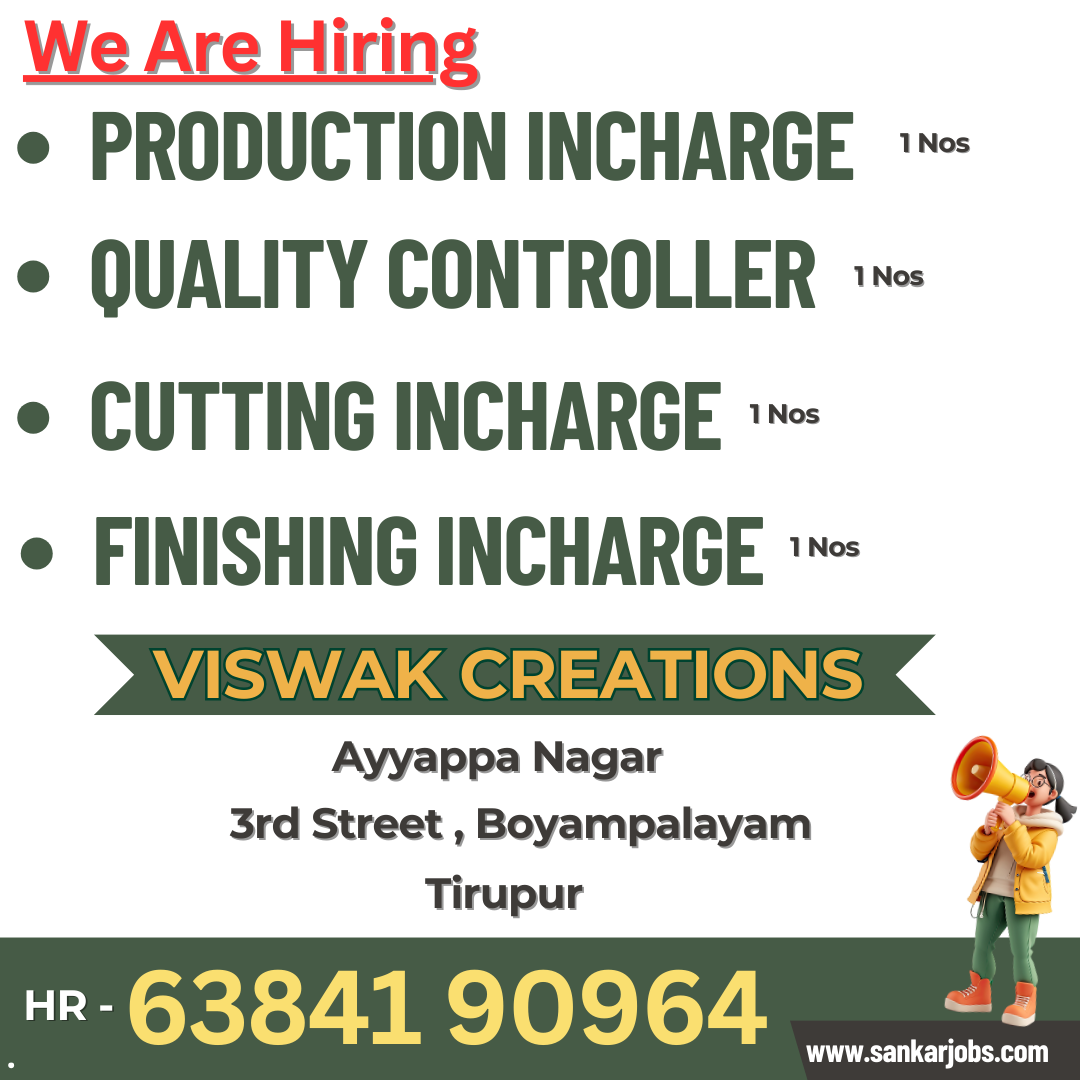 We Are Hiring
• PRODUCTION INCHARGE 1 Nos
• QUALITY CONTROLLER 1 Nos
• CUTTING INCHARGE 1 Nos
• FINISHING INCHARGE 1 Nos
VISWAK CREATIONS
Ayyappa Nagar
3rd Street , Boyampalayam
Tirupur
HR - 63841 90964
.
www.sankarjobs.com